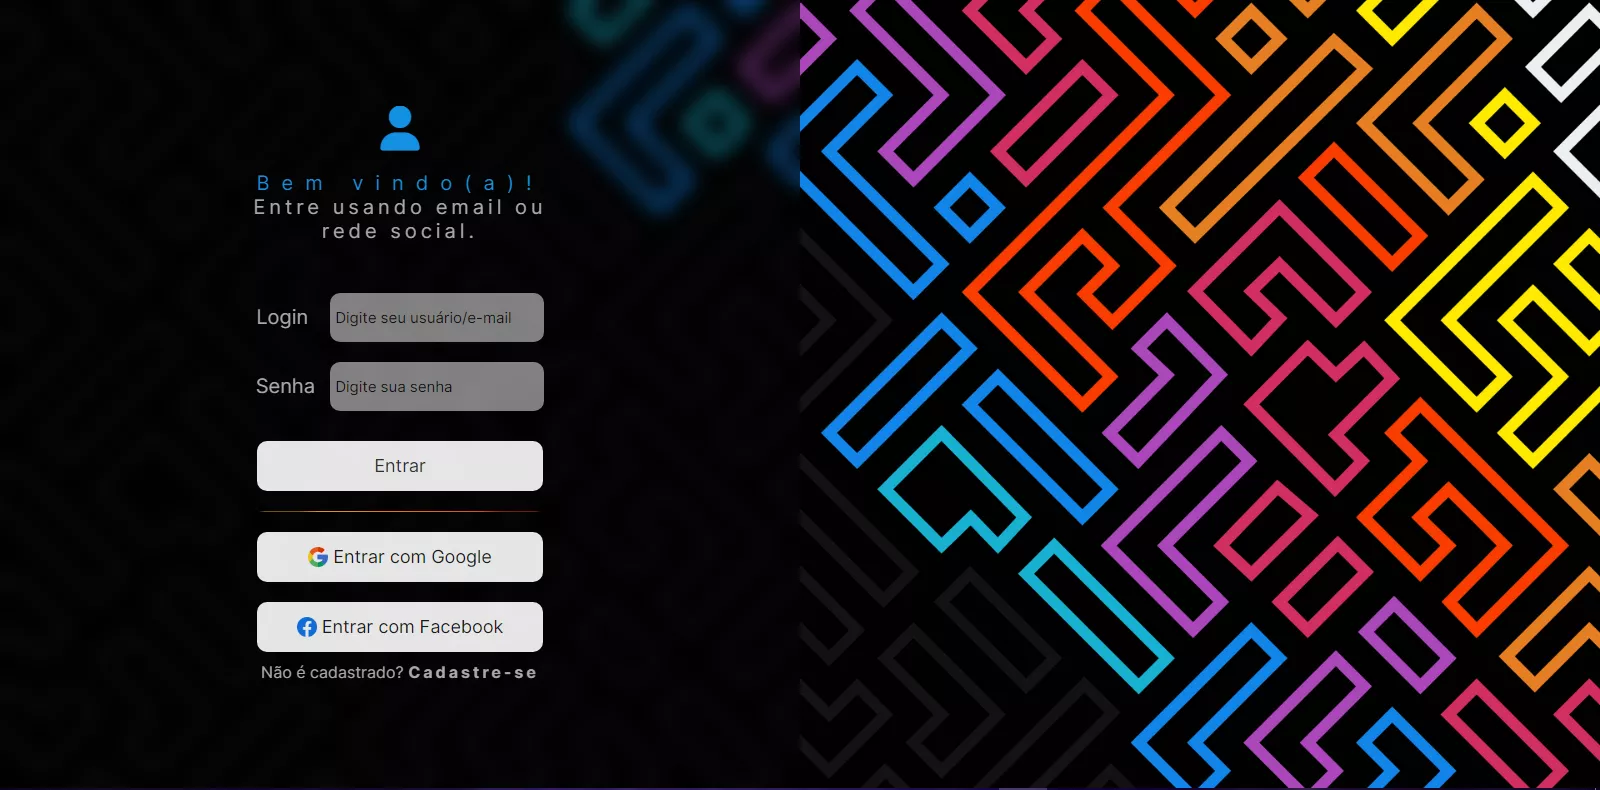 Bem vindo(a)!
Entre usando email ou
rede social.
Login
Digite seu usuário/e-mail
Senha
Digite sua senha
Entrar
Entrar com Google
Entrar com Facebook
Não é cadastrado? Cadastre-se